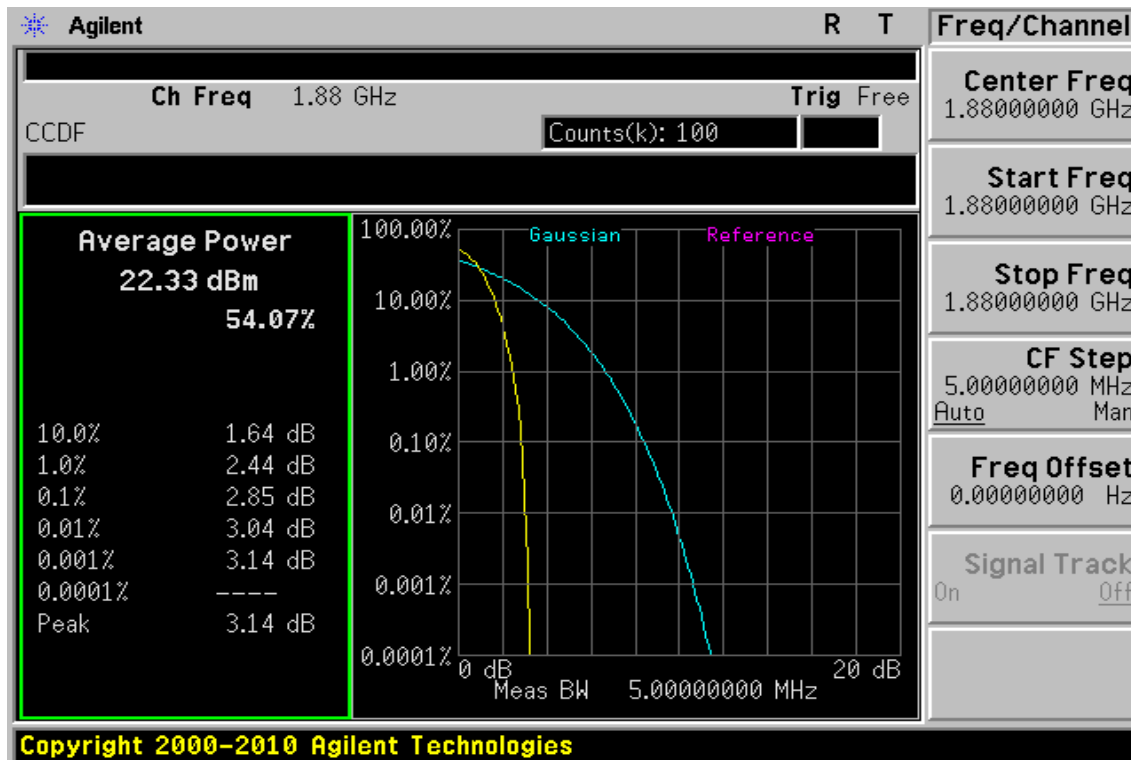 Agilent R T Freq/Channel
Ch Freq 1.88 GHz Trig Free
CCDF Counts(k): 100
Average Power
22.33 dBm
54.07%
10.0% 1.64 dB
1.0% 2.44 dB
0.1% 2.85 dB
0.01% 3.04 dB
0.001% 3.14 dB
0.0001% ----
Peak 3.14 dB
100.00%
10.00%
1.00%
0.10%
0.01%
0.001%
0.0001%
Gaussian Reference
0 dB 20 dB
Meas BW 5.00000000 MHz
Center Freq
1.88000000 GHz
Start Freq
1.88000000 GHz
Stop Freq
1.88000000 GHz
CF Step
5.00000000 MHz
Auto Man
Freq Offset
0.00000000 Hz
Signal Track
On Off
Copyright 2000-2010 Agilent Technologies